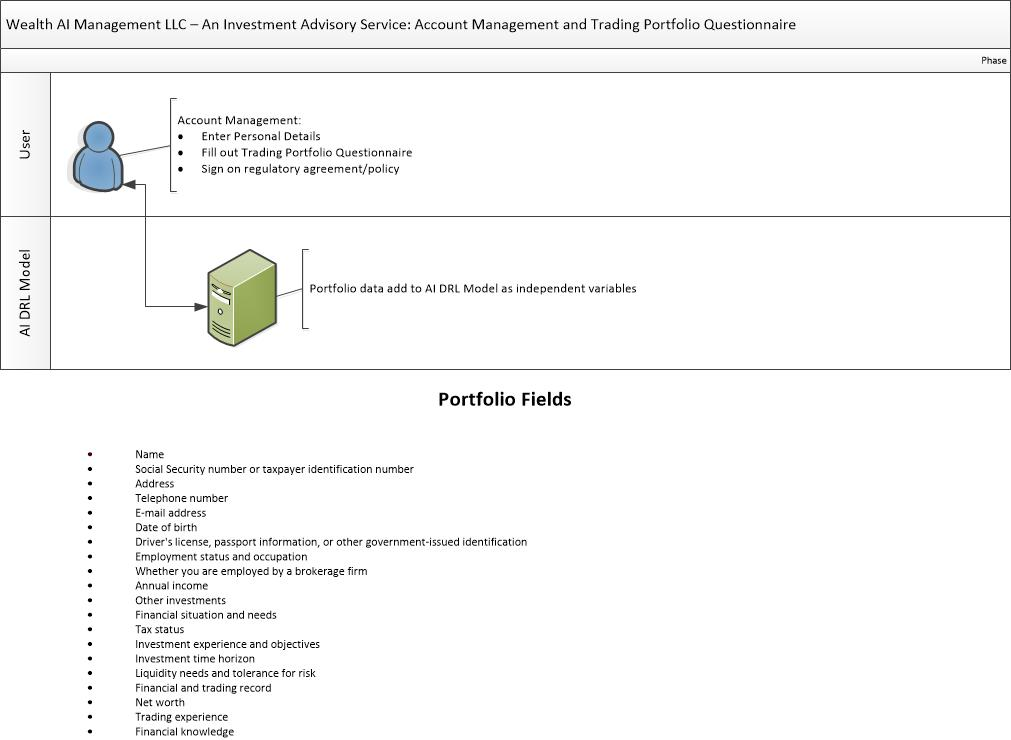 Wealth AI Management LLC – An Investment Advisory Service: Account Management and Trading Portfolio Questionnaire
Phase
User
Account Management:
• Enter Personal Details
• Fill out Trading Portfolio Questionnaire
• Sign on regulatory agreement/policy
AI DRL Model
Portfolio data add to AI DRL Model as independent variables
Portfolio Fields
• Name
• Social Security number or taxpayer identification number
• Address
• Telephone number
• E-mail address
• Date of birth
• Driver's license, passport information, or other government-issued identification
• Employment status and occupation
• Whether you are employed by a brokerage firm
• Annual income
• Other investments
• Financial situation and needs
• Tax status
• Investment experience and objectives
• Investment time horizon
• Liquidity needs and tolerance for risk
• Financial and trading record
• Net worth
• Trading experience
• Financial knowledge